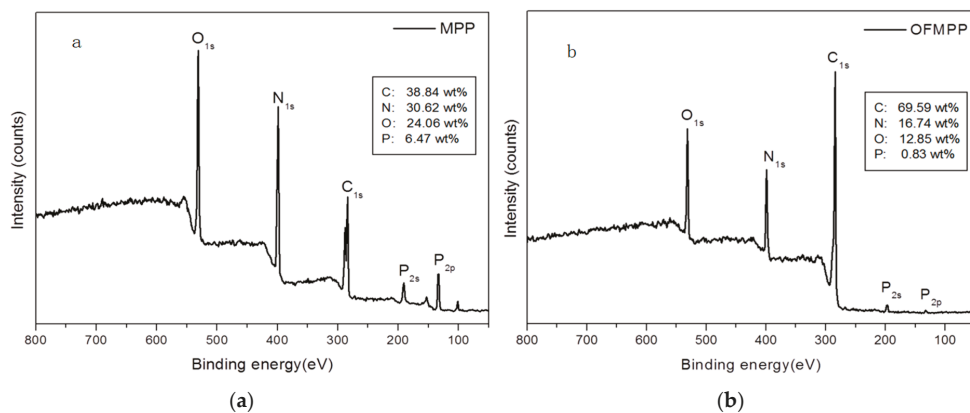 a
MPP
O1s
N1s
C1s
P2s
P2p
C: 38.84 wt%
N: 30.62 wt%
O: 24.06 wt%
P: 6.47 wt%
Intensity (counts)
800 700 600 500 400 300 200 100
Binding energy(eV)
(a)
b
OFMPP
C1s
O1s
N1s
P2s
P2p
C: 69.59 wt%
N: 16.74 wt%
O: 12.85 wt%
P: 0.83 wt%
Intensity (counts)
800 700 600 500 400 300 200 100
Binding energy(eV)
(b)